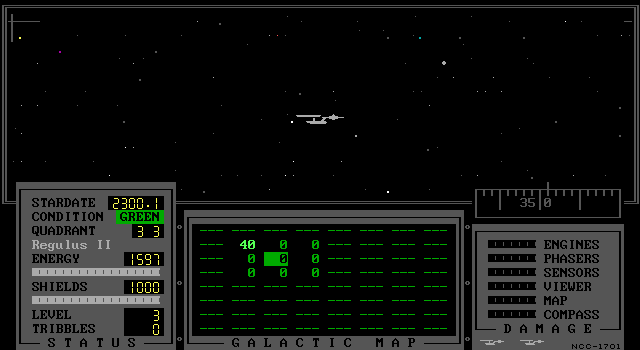 STARDATE 2300.1
CONDITION GREEN
QUADRANT 3 3
Regulus II
ENERGY 1597
SHIELDS 1000
LEVEL 3
TRIBBLES 0
STATUS
--- --- --- --- --- --- --- ---
--- 40 0 0 --- --- --- ---
--- 0 0 0 --- --- --- ---
--- 0 0 0 --- --- --- ---
--- --- --- --- --- --- --- ---
--- --- --- --- --- --- --- ---
--- --- --- --- --- --- --- ---
--- --- --- --- --- --- --- ---
GALACTIC MAP
35 0
ENGINES
PHASERS
SENSORS
VIEWER
MAP
COMPASS
DAMAGE
NCC-1701